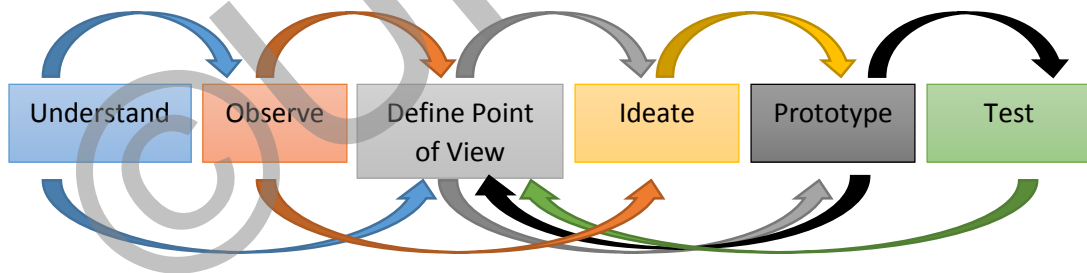 Understand
Observe
Define Point
of View
Ideate
Prototype
Test
© U